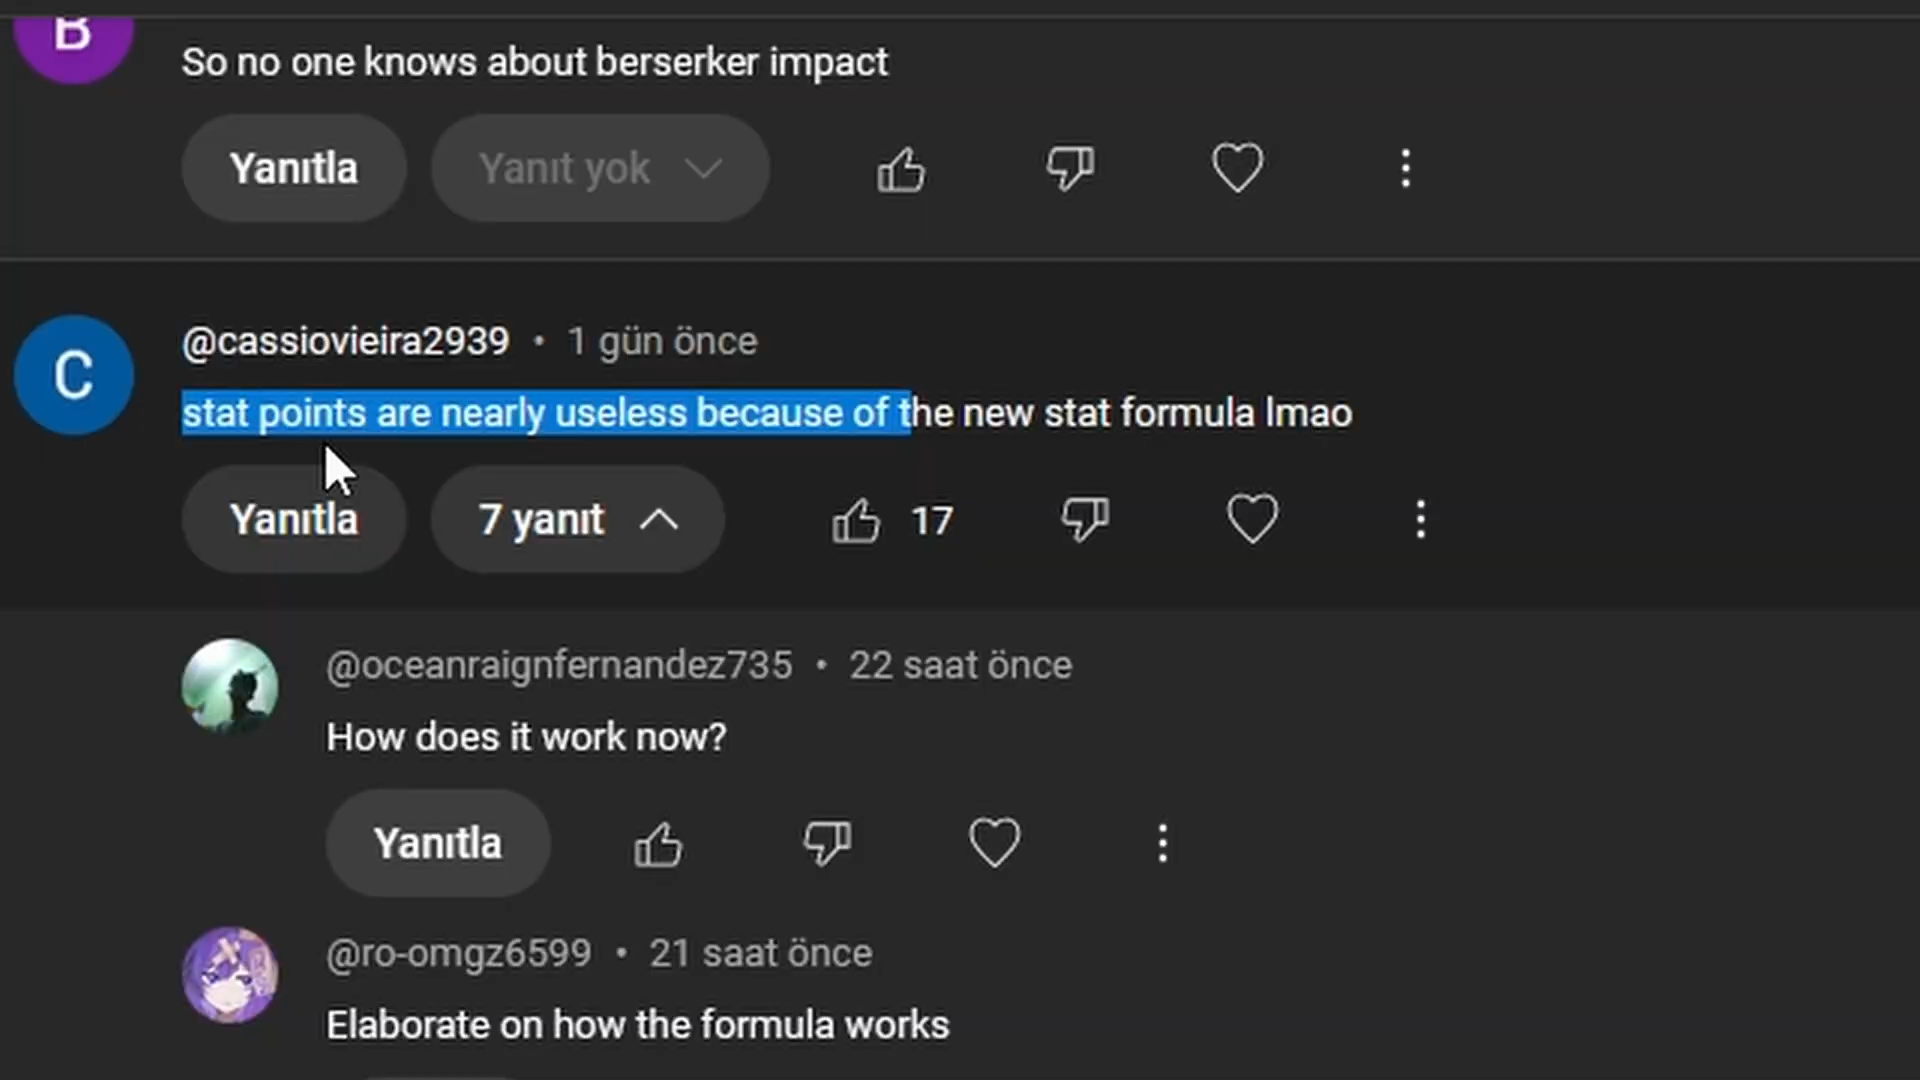 B
So no one knows about berserker impact
Yanıtla
Yanıt yok
C
@cassiovieira2939 • 1 gün önce
stat points are nearly useless because of the new stat formula lmao
Yanıtla
7 yanıt
17
@oceanraignfernandez735 • 22 saat önce
How does it work now?
Yanıtla
@ro-omgz6599 • 21 saat önce
Elaborate on how the formula works